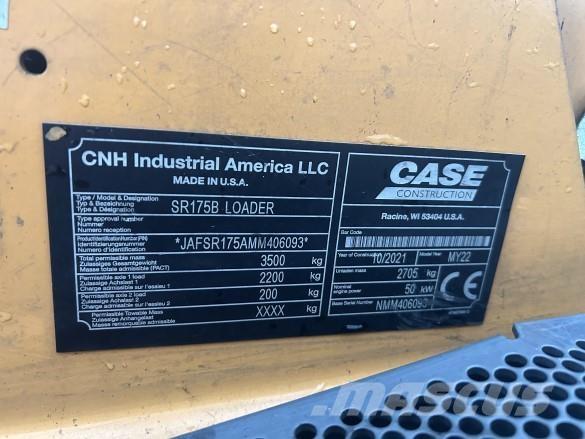 CNH Industrial America LLC
MADE IN U.S.A.
Type / Model & Designation
Typ & Bezeichnung
Type & Désignation
SR175B LOADER
Type approval number
Nummer
Numero reception
Product Identification Number (PIN)
Identifizierungsnummer
Numéro d'identification
*JAFSR175AMM406093*
Total permissible mass
Zulässiges Gesamtgewicht
Masse totale admissible (PACT)
3500 kg
Permissible axle 1 load
Zulässige Achslast 1
Charge admissible sur l'essieu 1
2200 kg
Permissible axle 2 load
Zulässige Achslast 2
Charge admissible sur l'essieu 2
200 kg
Permissible Towable Mass
Zulässige Anhängelast
Masse remorquable admissible
XXXX kg
CASE
CONSTRUCTION
Racine, WI 53404 U.S.A.
Bar Code
Year of Construction
10/2021
Model Year
MY22
Unladen mass
2705 kg
Nominal
engine power
50 kW
Base Serial Number
NMM406093
CE
Mascus